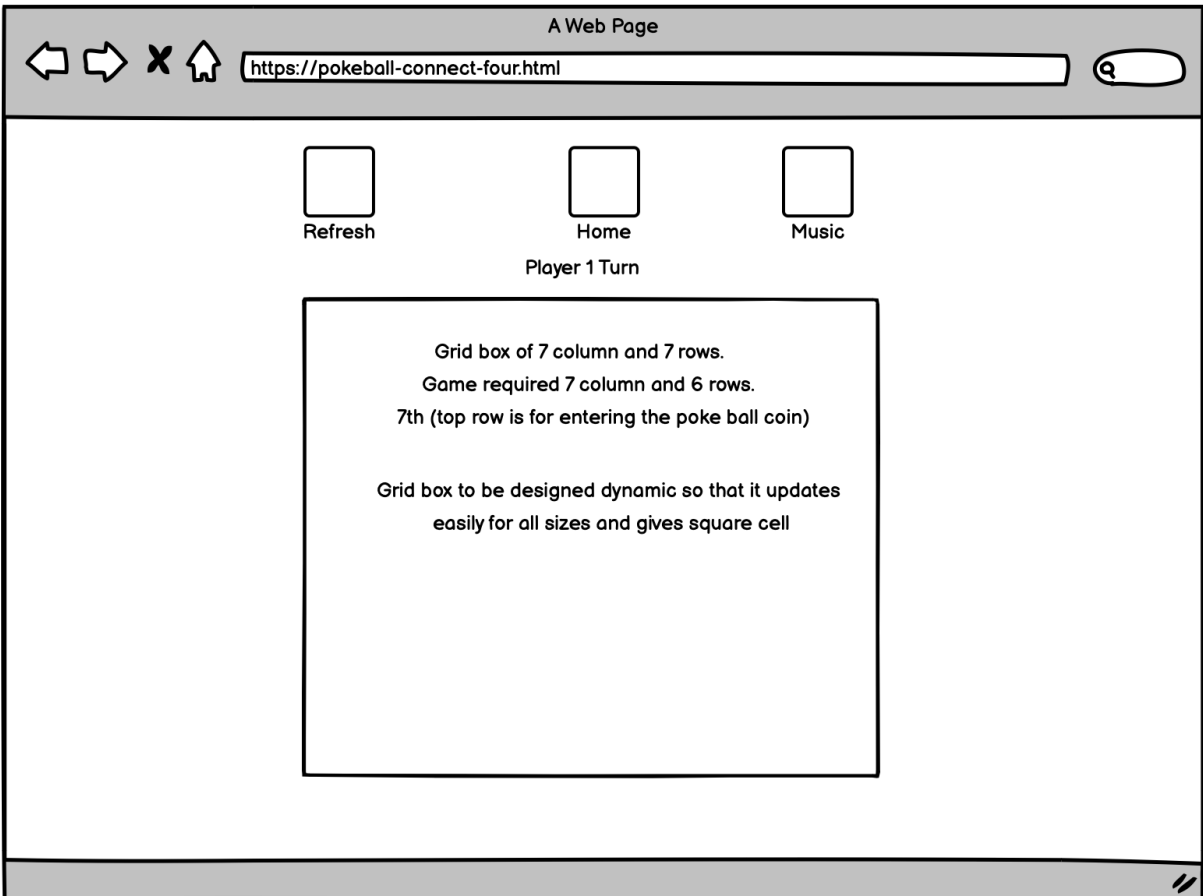 A Web Page
https://pokeball-connect-four.html
Refresh
Home
Music
Player 1 Turn
Grid box of 7 column and 7 rows.
Game required 7 column and 6 rows.
7th (top row is for entering the poke ball coin)
Grid box to be designed dynamic so that it updates
easily for all sizes and gives square cell